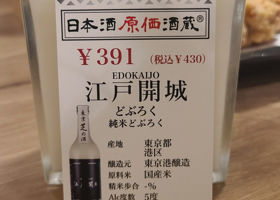 日本酒原価酒蔵®
￥391 (税込￥430)
EDOKAIJO
江戸開城
どぶろく
純米どぶろく
産地 東京都
港区
醸造元 東京港醸造
原料米 国産米
精米歩合 -%
Alc度数 5度